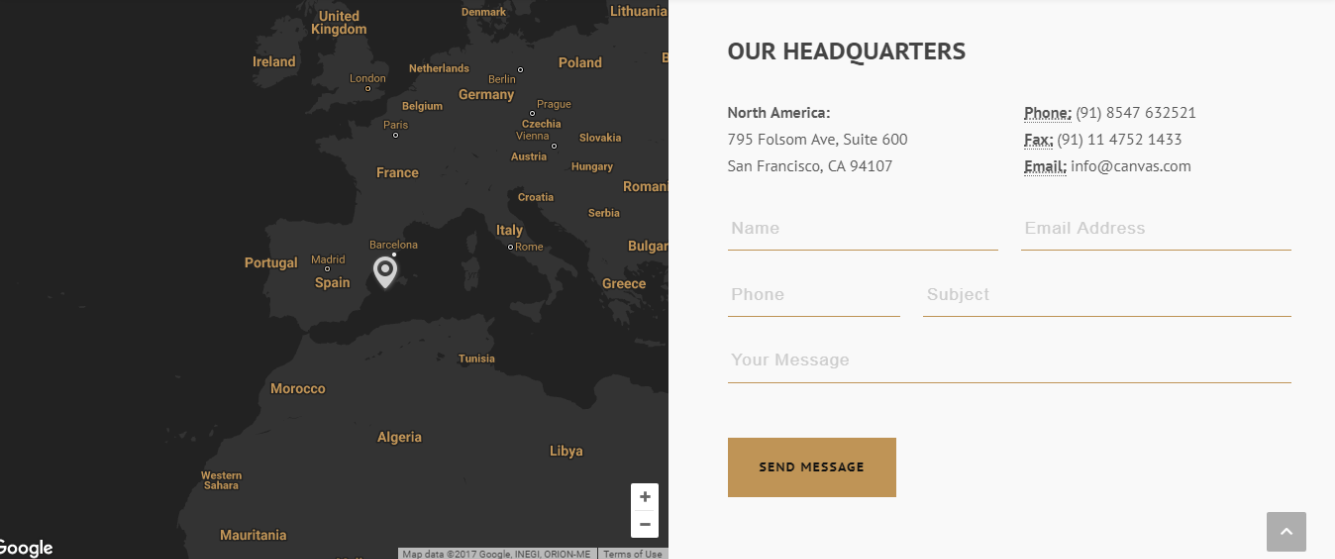 United
Kingdom
Denmark
Lithuania
Ireland
Netherlands
Poland
London
Berlin
Germany
Belgium
Prague
Paris
Czechia
Vienna
Slovakia
Austria
Hungary
France
Romani
Croatia
Serbia
Italy
Rome
Barcelona
Bulgar
Portugal
Madrid
Spain
Greece
Tunisia
Morocco
Algeria
Libya
Western
Sahara
Mauritania
+
−
Google
Map data ©2017 Google, INEGI, ORION-ME
Terms of Use
OUR HEADQUARTERS
North America:
795 Folsom Ave, Suite 600
San Francisco, CA 94107
Phone: (91) 8547 632521
Fax: (91) 11 4752 1433
Email: info@canvas.com
Name
Email Address
Phone
Subject
Your Message
SEND MESSAGE